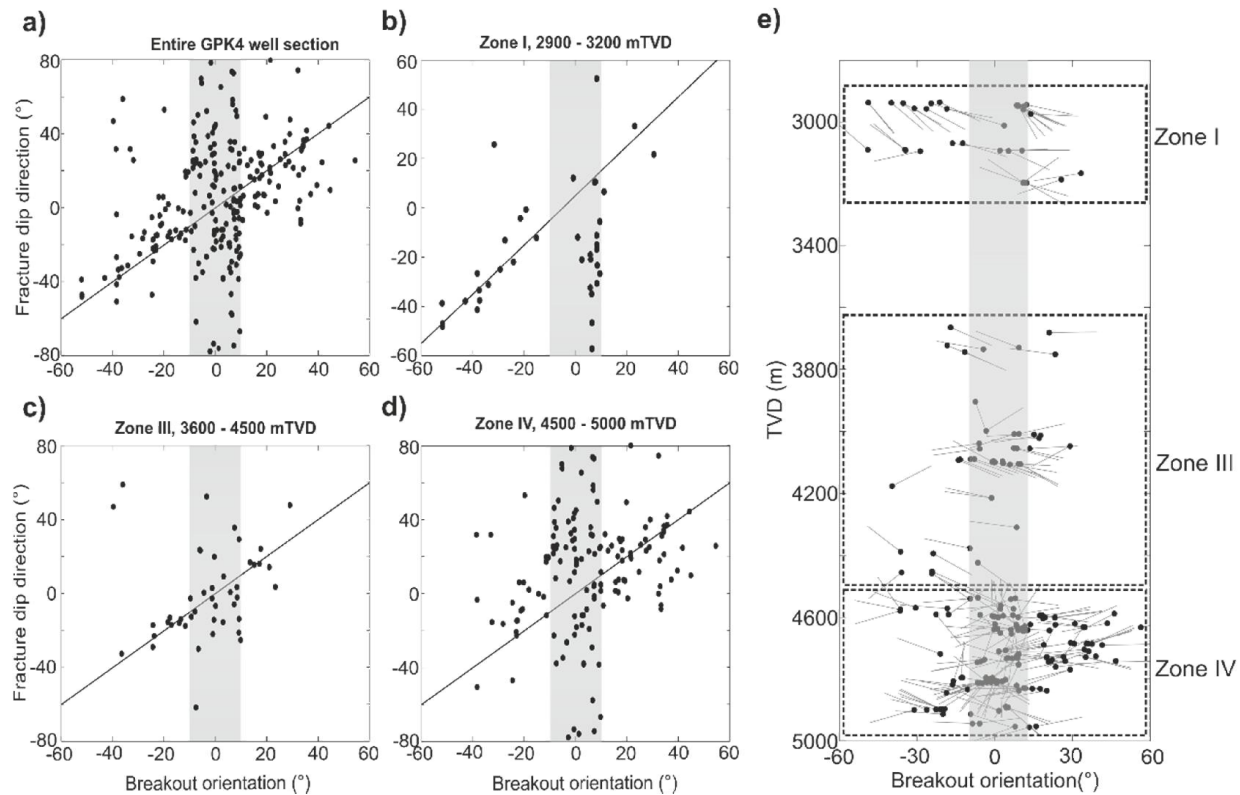 a)
Entire GPK4 well section
80
40
0
-40
-80
-60 -40 -20 0 20 40 60
Fracture dip direction (°)
b)
Zone I, 2900 - 3200 mTVD
60
40
20
0
-20
-40
-60
-60 -40 -20 0 20 40 60
c)
Zone III, 3600 - 4500 mTVD
80
40
0
-40
-80
-60 -40 -20 0 20 40 60
Fracture dip direction (°)
Breakout orientation (°)
d)
Zone IV, 4500 - 5000 mTVD
80
40
0
-40
-80
-60 -40 -20 0 20 40 60
Breakout orientation (°)
e)
TVD (m)
3000
3400
3800
4200
4600
5000
-60 -30 0 30 60
Breakout orientation(°)
Zone I
Zone III
Zone IV